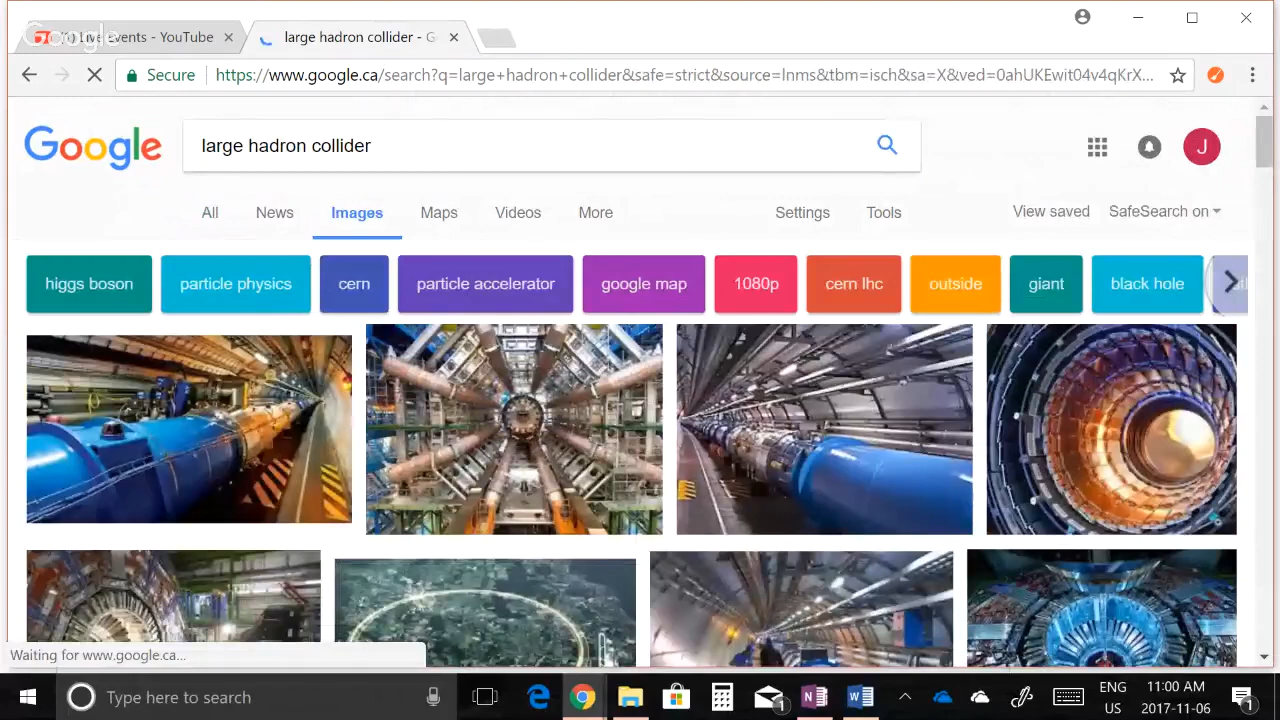 Live Events - YouTube
large hadron collider - G
Secure
https://www.google.ca/search?q=large+hadron+collider&safe=strict&source=lnms&tbm=isch&sa=X&ved=0ahUKEwit04v4qKrX...
Google
large hadron collider
J
All News Images Maps Videos More Settings Tools View saved SafeSearch on
higgs boson particle physics cern particle accelerator google map 1080p cern lhc outside giant black hole
Waiting for www.google.ca...
Type here to search
1
ENG
US
11:00 AM
2017-11-06
1